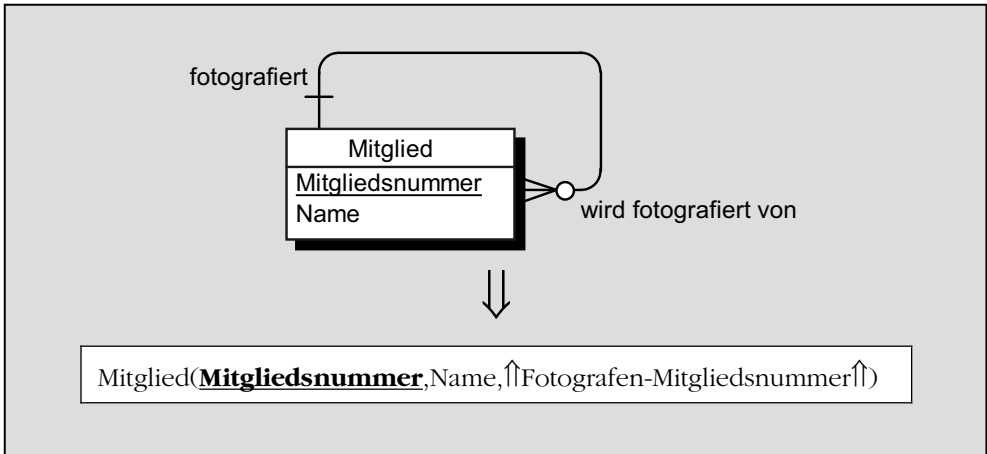 fotografiert
Mitglied
Mitgliedsnummer
Name
wird fotografiert von
⇓
Mitglied(Mitgliedsnummer,Name,⇑Fotografen-Mitgliedsnummer⇑)